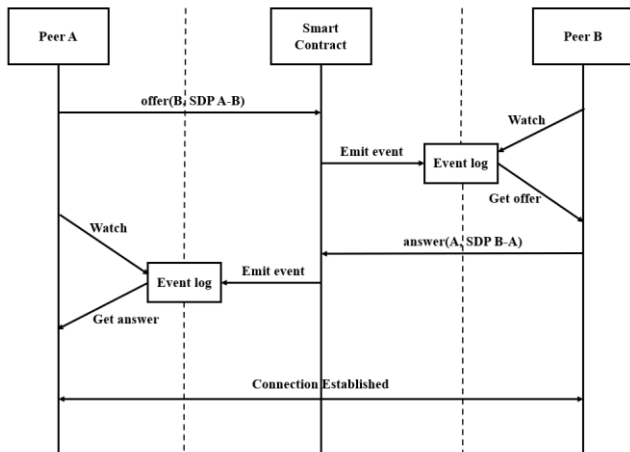 Peer A
Smart
Contract
Peer B
offer(B, SDP A-B)
Watch
Emit event
Event log
Get offer
Watch
answer(A, SDP B-A)
Event log
Emit event
Get answer
Connection Established